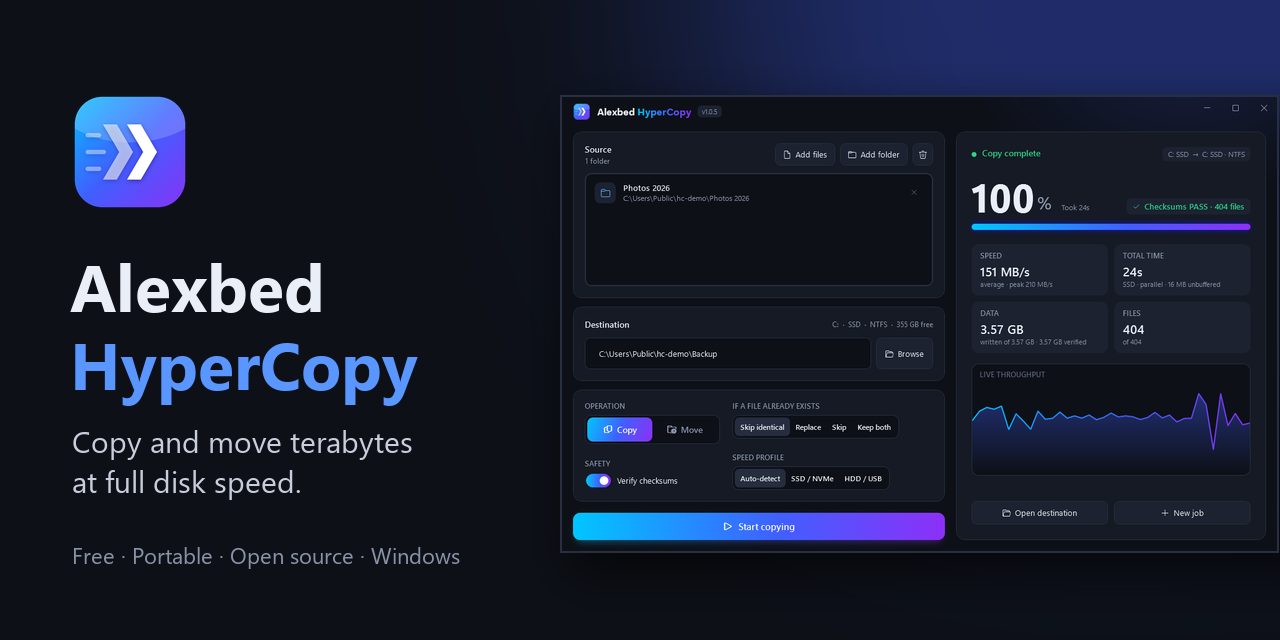 Alexbed
HyperCopy
Copy and move terabytes
at full disk speed.
Free · Portable · Open source · Windows
Alexbed HyperCopy v1.0.5
Source
1 folder
Add files
Add folder
Photos 2026
C:\Users\Public\hc-demo\Photos 2026
Destination
C: · SSD · NTFS · 355 GB free
C:\Users\Public\hc-demo\Backup
Browse
OPERATION
Copy
Move
IF A FILE ALREADY EXISTS
Skip identical
Replace
Skip
Keep both
SAFETY
Verify checksums
SPEED PROFILE
Auto-detect
SSD / NVMe
HDD / USB
Start copying
Copy complete
C: SSD → C: SSD · NTFS
100 %
Took 24s
Checksums PASS · 404 files
SPEED
151 MB/s
average · peak 210 MB/s
TOTAL TIME
24s
SSD · parallel · 16 MB unbuffered
DATA
3.57 GB
written of 3.57 GB · 3.57 GB verified
FILES
404
of 404
LIVE THROUGHPUT
Open destination
New job